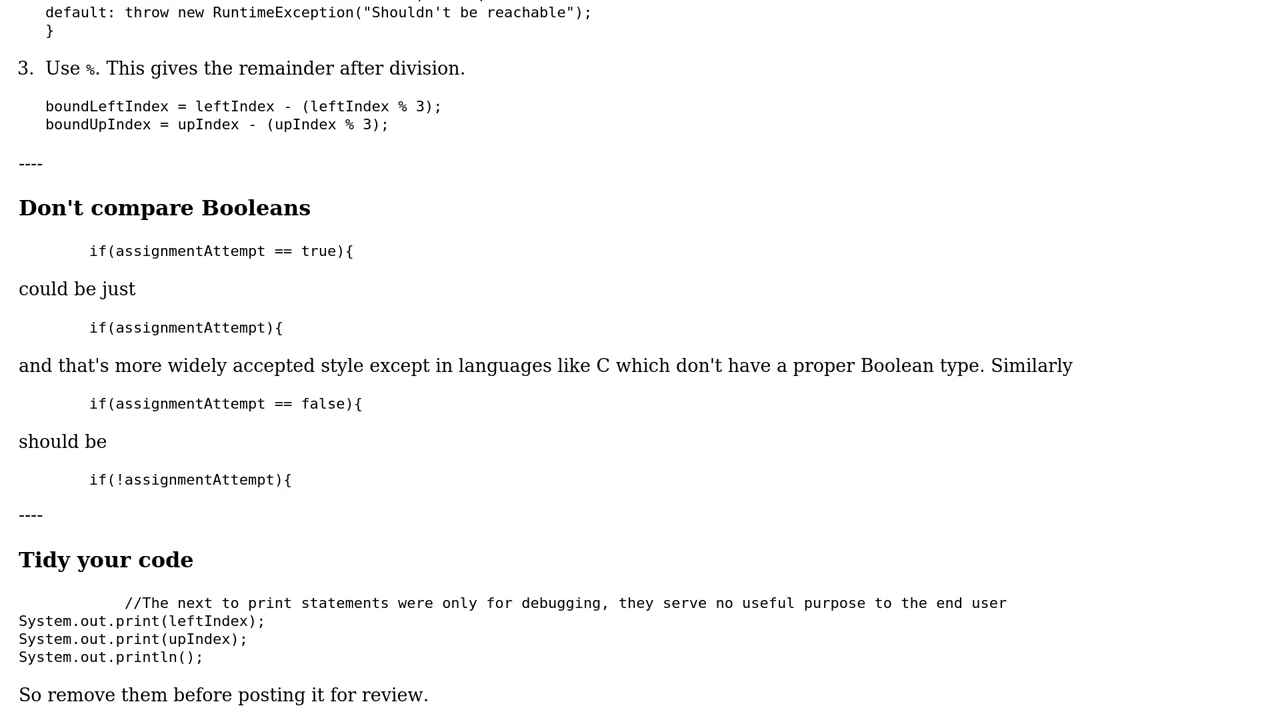 default: throw new RuntimeException("Shouldn't be reachable");
}
3. Use %. This gives the remainder after division.
boundLeftIndex = leftIndex - (leftIndex % 3);
boundUpIndex = upIndex - (upIndex % 3);
----
Don't compare Booleans
if(assignmentAttempt == true){
could be just
if(assignmentAttempt){
and that's more widely accepted style except in languages like C which don't have a proper Boolean type. Similarly
if(assignmentAttempt == false){
should be
if(!assignmentAttempt){
----
Tidy your code
//The next to print statements were only for debugging, they serve no useful purpose to the end user
System.out.print(leftIndex);
System.out.print(upIndex);
System.out.println();
So remove them before posting it for review.